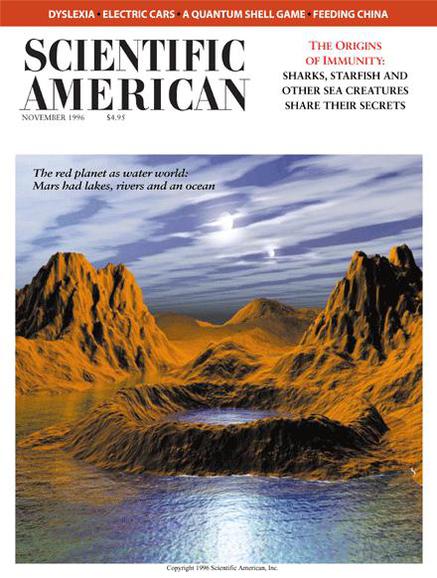 DYSLEXIA • ELECTRIC CARS • A QUANTUM SHELL GAME • FEEDING CHINA
SCIENTIFIC
AMERICAN
NOVEMBER 1996 $4.95
THE ORIGINS
OF IMMUNITY:
SHARKS, STARFISH AND
OTHER SEA CREATURES
SHARE THEIR SECRETS
The red planet as water world:
Mars had lakes, rivers and an ocean
Copyright 1996 Scientific American, Inc.